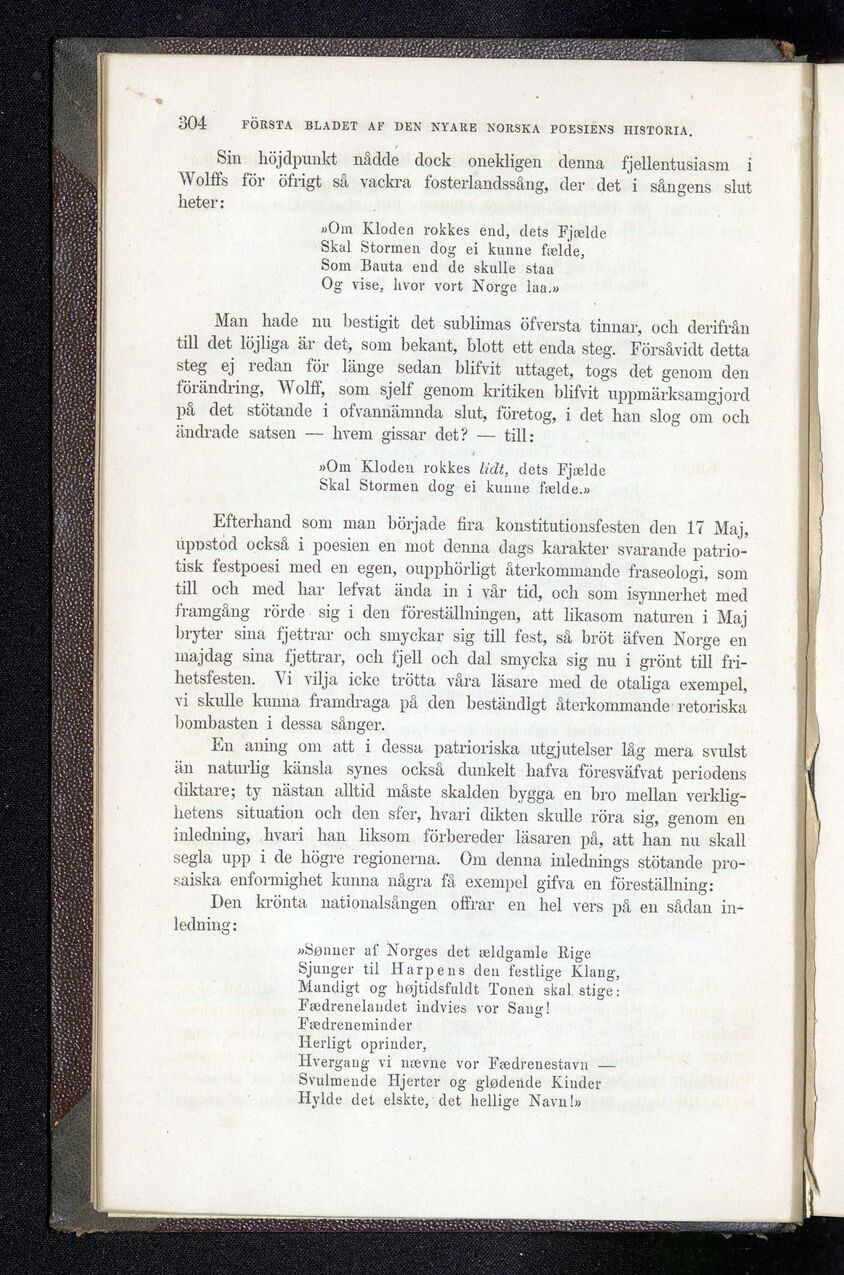 304 FÖRSTA BLADET AF DEN NYARE NORSKA POESIENS HISTORIA.
Sin höjdpunkt nådde dock onekligen denna fjellentusiasm i
Wolffs för öfrigt så vackra fosterlandssång, der det i sångens slut
heter:
»Om Kloden rokkes end, dets Fjælde
Skal Stormen dog ei kunne fælde,
Som Bauta end de skulle staa
Og vise, hvor vort Norge laa.»
Man hade nu bestigit det sublimas öfversta tinnar, och derifrån
till det löjliga är det, som bekant, blott ett enda steg. Försåvidt detta
steg ej redan för länge sedan blifvit uttaget, togs det genom den
förändring, Wolff, som sjelf genom kritiken blifvit uppmärksamgjord
på det stötande i ofvannämnda slut, företog, i det han slog om och
ändrade satsen — hvem gissar det? — till:
»Om Kloden rokkes lidt, dets Fjælde
Skal Stormen dog ei kunne fælde.»
Efterhand som man började fira konstitutionsfesten den 17 Maj,
uppstod också i poesien en mot denna dags karakter svarande patrio-
tisk festpoesi med en egen, oupphörligt återkommande fraseologi, som
till och med har lefvat ända in i vår tid, och som isynnerhet med
framgång rörde sig i den föreställningen, att likasom naturen i Maj
bryter sina fjettrar och smyckar sig till fest, så bröt äfven Norge en
majdag sina fjettrar, och fjell och dal smycka sig nu i grönt till fri-
hetsfesten. Vi vilja icke trötta våra läsare med de otaliga exempel,
vi skulle kunna framdraga på den beständlgt återkommande retoriska
bombasten i dessa sånger.
En aning om att i dessa patrioriska utgjutelser låg mera svulst
än naturlig känsla synes också dunkelt hafva föresväfvat periodens
diktare; ty nästan alltid måste skalden bygga en bro mellan verklig-
hetens situation och den sfer, hvari dikten skulle röra sig, genom en
inledning, hvari han liksom förbereder läsaren på, att han nu skall
segla upp i de högre regionerna. Om denna inlednings stötande pro-
saiska enformighet kunna några få exempel gifva en föreställning:
Den krönta nationalsången offrar en hel vers på en sådan in-
ledning:
»Sønner af Norges det ældgamle Rige
Sjunger til Harpens den festlige Klang,
Mandigt og højtidsfuldt Tonen skal stige:
Fædrenelandet indvies vor Sang!
Fædreneminder
Herligt oprinder,
Hvergang vi nævne vor Fædrenestavn —
Svulmende Hjerter og glødende Kinder
Hylde det elskte, det hellige Navn!»